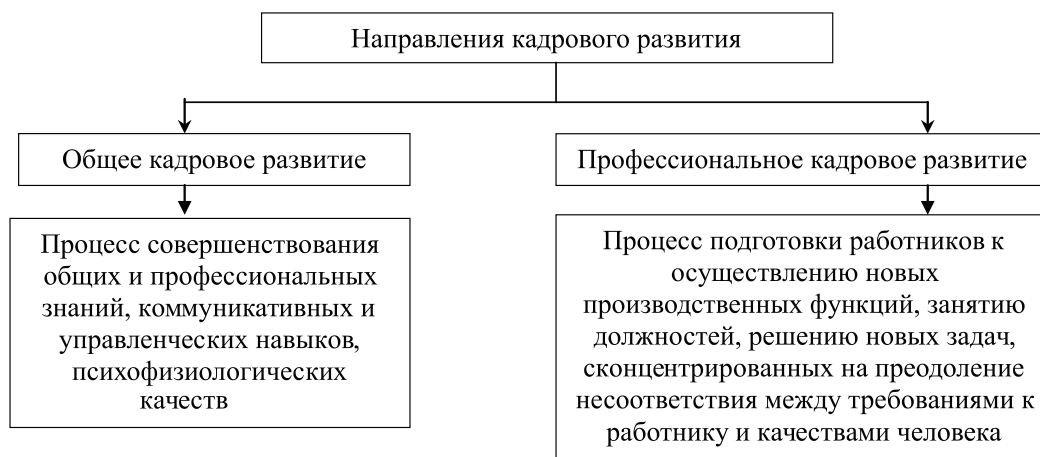 Направления кадрового развития
Общее кадровое развитие
Профессиональное кадровое развитие
Процесс совершенствования
общих и профессиональных
знаний, коммуникативных и
управленческих навыков,
психофизиологических
качеств
Процесс подготовки работников к
осуществлению новых
производственных функций, занятию
должностей, решению новых задач,
сконцентрированных на преодоление
несоответствия между требованиями к
работнику и качествами человека